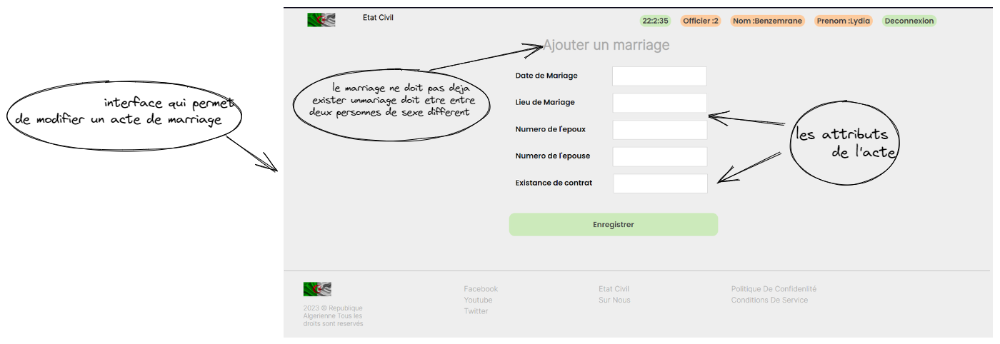 Etat Civil
22:2:35
Officier :2
Nom :Benzemrane
Prenom :Lydia
Deconnexion
Ajouter un marriage
interface qui permet
de modifier un acte de marriage
le marriage ne doit pas deja
exister unmariage doit etre entre
deux personnes de sexe different
Date de Mariage
Lieu de Mariage
Numero de l'epoux
Numero de l'epouse
Existance de contrat
les attributs
de l'acte
Enregistrer
2023 © Republique
Algerienne Tous les
droits sont reservés
Facebook
Youtube
Twitter
Etat Civil
Sur Nous
Politique De Confidenlité
Conditions De Service